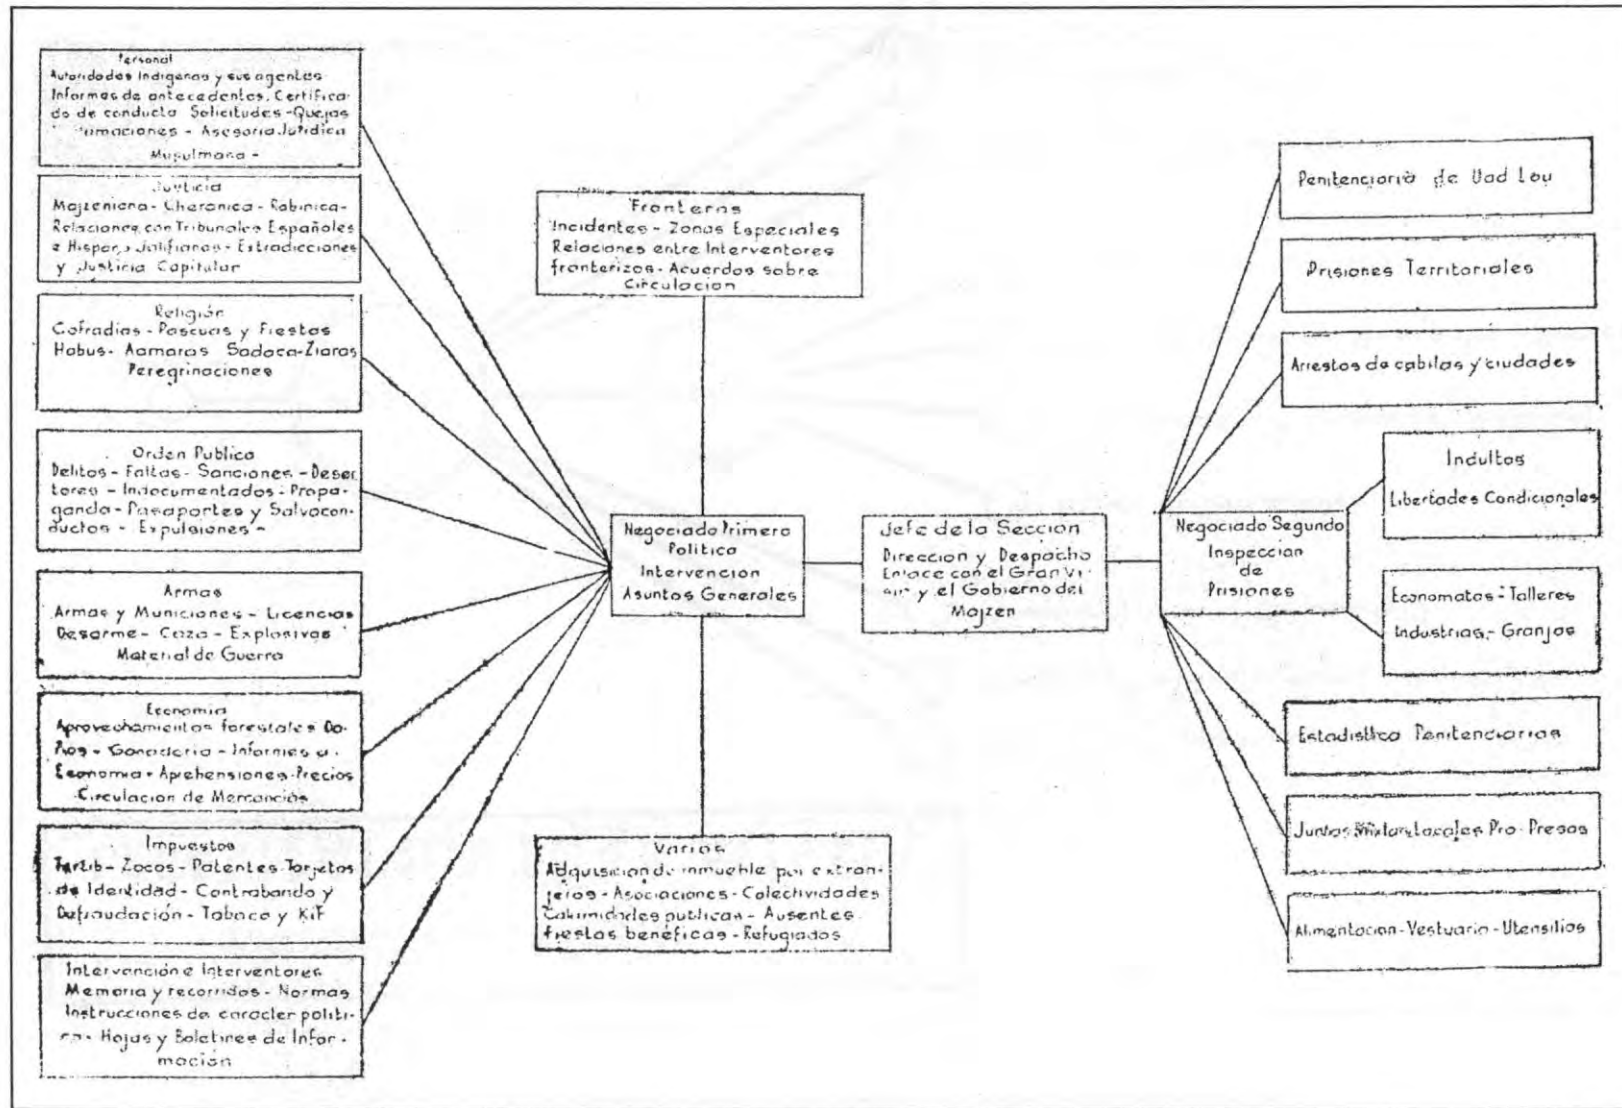 Personal
Autoridades Indigenas y sus agentes
Informes de antecedentes. Certifica-
do de conducta Solicitudes - Quejas
- Asesoria Juridica
Musulmana -
Justicia
Majzeniana - Cheranica - Rabinica -
Relaciones con Tribunales Españoles
e Hispano Jalifianos - Estradicciones
y Justicia Capitular
Religión
Cofradias - Pascuas y Fiestas
Habus - Aamaras Sadaca - Ziaras
Peregrinaciones
Orden Publico
Delitos - Faltas - Sanciones - Deser
tores - Indocumentados - Propa-
ganda - Pasaportes y Salvocon-
ductos - Expulsiones -
Armas
Armas y Municiones - Licencias
Desarme - Caza - Explosivos
Material de Guerra
Economia
Aprovechamientos forestales Da-
ños - Ganaderia - Informes a
Economia - Aprehensiones - Precios
Circulacion de Mercancias
Impuestos
Tertib - Zocos - Patentes Tarjetas
de Identidad - Contrabando y
Defraudación - Tabaco y Kif
Intervención e Interventores
Memoria y recorridos - Normas
Instrucciones de caracter politi-
co - Hojas y Boletines de Infor-
mación
Fronteras
Incidentes - Zonas Especiales
Relaciones entre Interventores
fronterizos - Acuerdos sobre
Circulacion
Negociado Primero
Politica
Intervencion
Asuntos Generales
Varios
Adquisicion de inmueble por extran-
jeros - Asociaciones - Colectividades
Calamidades publicas - Ausentes
fiestas benéficas - Refugiados
Jefe de la Seccion
Direccion y Despacho
Enlace con el Gran Vi
sir y el Gobierno del
Majzen
Negociado Segundo
Inspeccion
de
Prisiones
Penitenciaria de Uad Lau
Prisiones Territoriales
Arrestos de cabilas y ciudades
Indultos
Libertades Condicionales
Economatos - Talleres
Industrias - Granjas
Estadistica Penitenciarias
Juntas Mixtas Locales Pro-Presos
Alimentacion - Vestuario - Utensilios